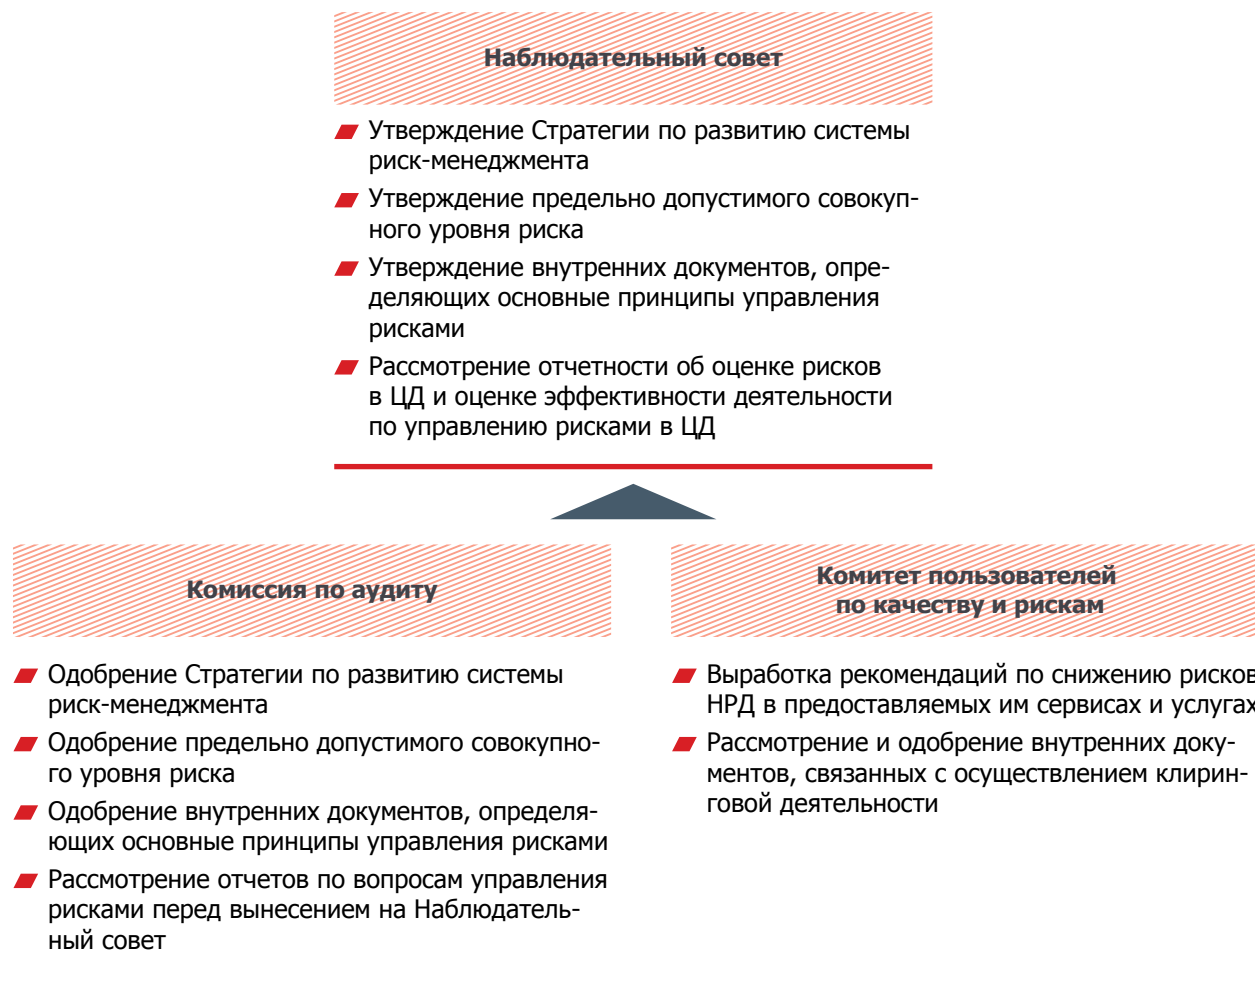 Наблюдательный совет
Утверждение Стратегии по развитию системы
риск-менеджмента
Утверждение предельно допустимого совокуп-
ного уровня риска
Утверждение внутренних документов, опре-
деляющих основные принципы управления
рисками
Рассмотрение отчетности об оценке рисков
в ЦД и оценке эффективности деятельности
по управлению рисками в ЦД
Комиссия по аудиту
Одобрение Стратегии по развитию системы
риск-менеджмента
Одобрение предельно допустимого совокупно-
го уровня риска
Одобрение внутренних документов, определя-
ющих основные принципы управления рисками
Рассмотрение отчетов по вопросам управления
рисками перед вынесением на Наблюдатель-
ный совет
Комитет пользователей
по качеству и рискам
Выработка рекомендаций по снижению рисков
НРД в предоставляемых им сервисах и услугах
Рассмотрение и одобрение внутренних доку-
ментов, связанных с осуществлением клирин-
говой деятельности